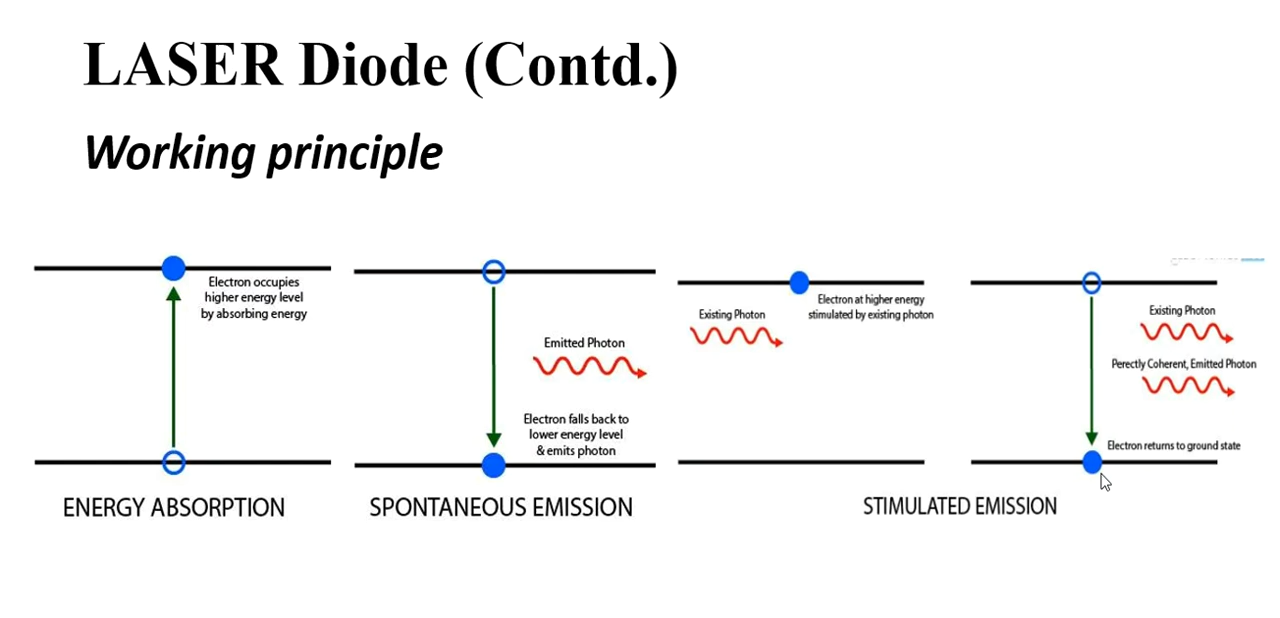 LASER Diode (Contd.)
Working principle
Electron occupies
higher energy level
by absorbing energy
ENERGY ABSORPTION
Emitted Photon
Electron falls back to
lower energy level
& emits photon
SPONTANEOUS EMISSION
Existing Photon
Electron at higher energy
stimulated by existing photon
Existing Photon
Perectly Coherent, Emitted Photon
Electron returns to ground state
STIMULATED EMISSION